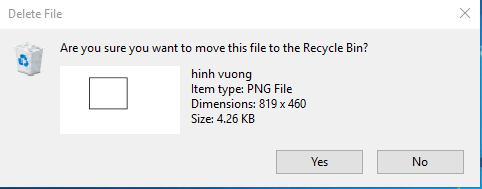 Delete File
Are you sure you want to move this file to the Recycle Bin?
hinh vuong
Item type: PNG File
Dimensions: 819 x 460
Size: 4.26 KB
Yes
No